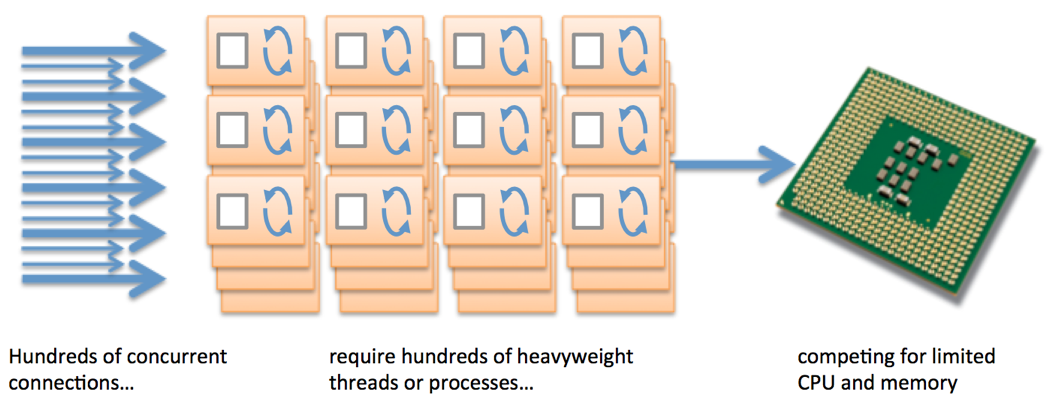 Hundreds of concurrent
connections…
require hundreds of heavyweight
threads or processes…
competing for limited
CPU and memory